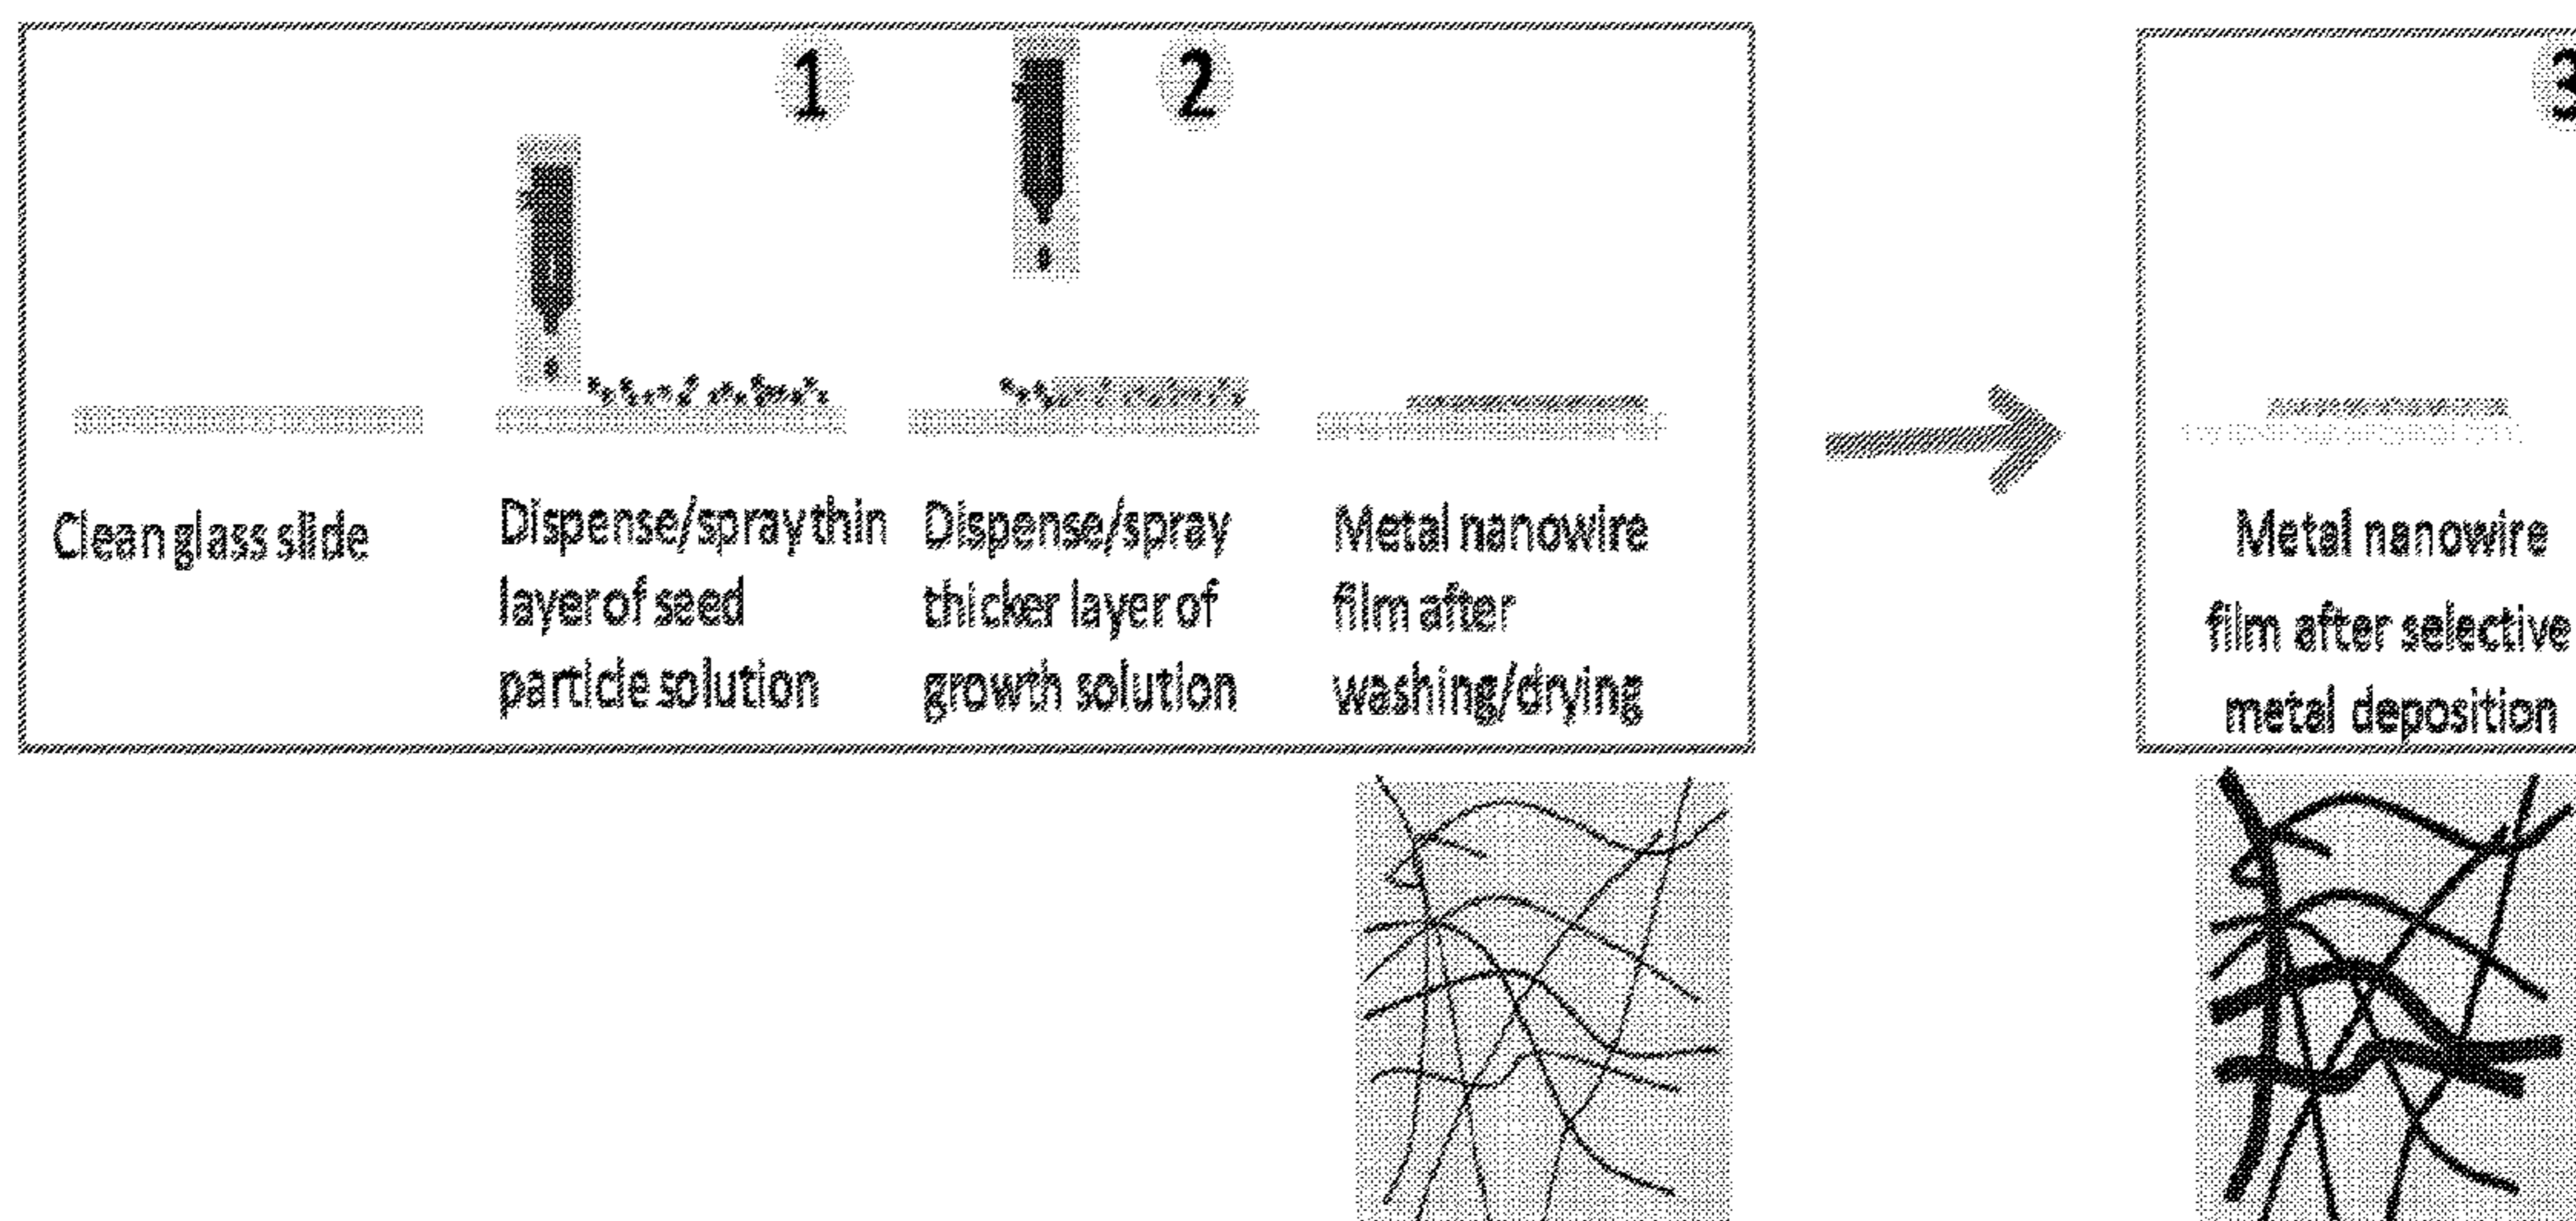 1
2
3
Clean glass slide
Dispense/spray thin
layer of seed
particle solution
Dispense/spray
thicker layer of
growth solution
Metal nanowire
film after
washing/drying
Metal nanowire
film after selective
metal deposition